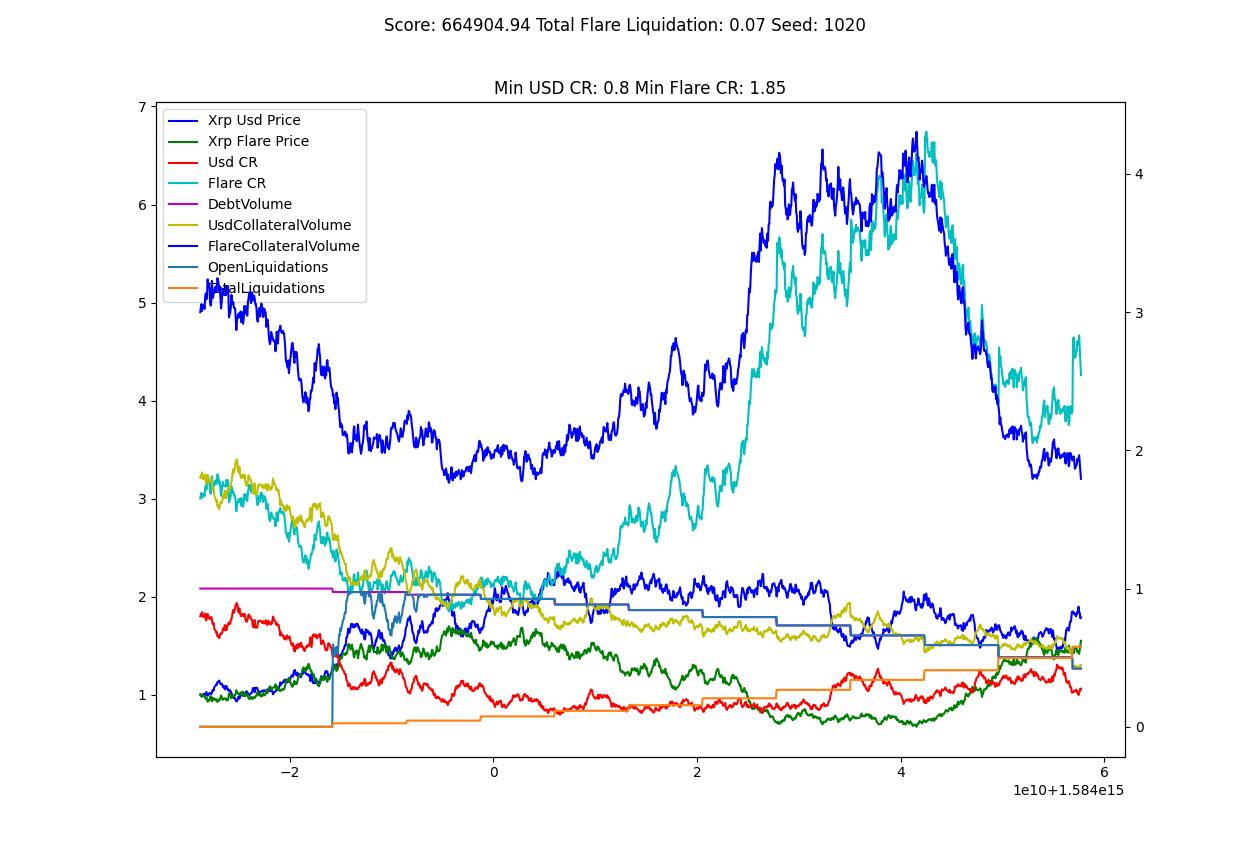 Score: 664904.94 Total Flare Liquidation: 0.07 Seed: 1020
Min USD CR: 0.8 Min Flare CR: 1.85
Xrp Usd Price
Xrp Flare Price
Usd CR
Flare CR
DebtVolume
UsdCollateralVolume
FlareCollateralVolume
OpenLiquidations
TotalLiquidations
7
6
5
4
3
2
1
4
3
2
1
0
−2
0
2
4
6
1e10+1.584e15